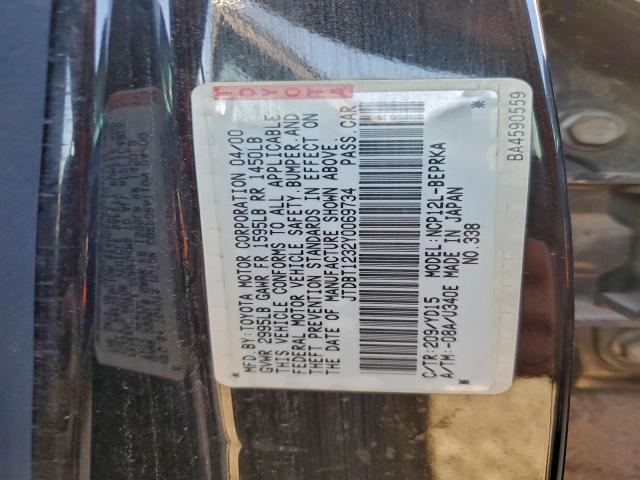 TOYOTA
MFD.BY:TOYOTA MOTOR CORPORATION 04/00
GVWR 2995LB GAWR FR 1595LB RR 1450LB
THIS VEHICLE CONFORMS TO ALL APPLICABLE
FEDERAL MOTOR VEHICLE SAFETY BUMPER, AND
THEFT PREVENTION STANDARDS IN EFFECT ON
THE DATE OF MANUFACTURE SHOWN ABOVE.
JTDBT1232Y0069734 PASS.CAR
C/TR:209/VD15 MODEL:NCP12L-BEPRKA
A/TM:-08A/U340E MADE IN JAPAN
NO.338
BA4590559